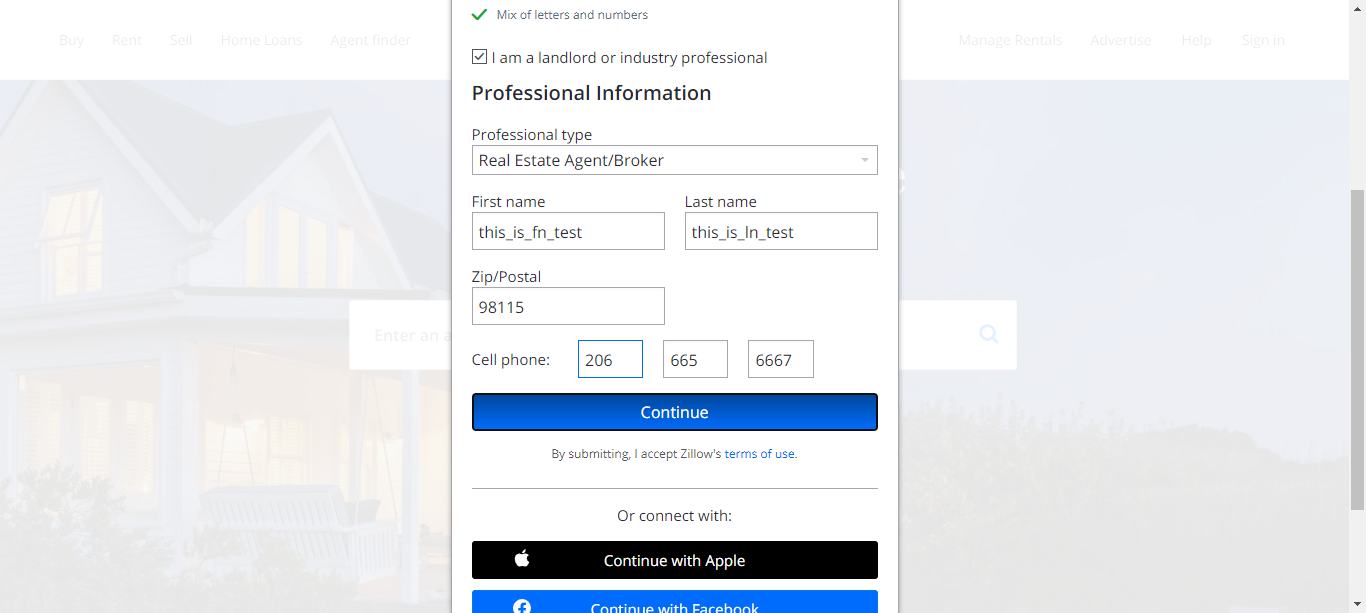 Mix of letters and numbers
Buy Rent Sell Home Loans Agent finder Manage Rentals Advertise Help Sign in
I am a landlord or industry professional
Professional Information
Professional type
Real Estate Agent/Broker
First name Last name
this_is_fn_test this_is_ln_test
Zip/Postal
98115
Enter an a
Cell phone: 206 665 6667
Continue
By submitting, I accept Zillow's terms of use.
Or connect with:
Continue with Apple
Continue with Facebook